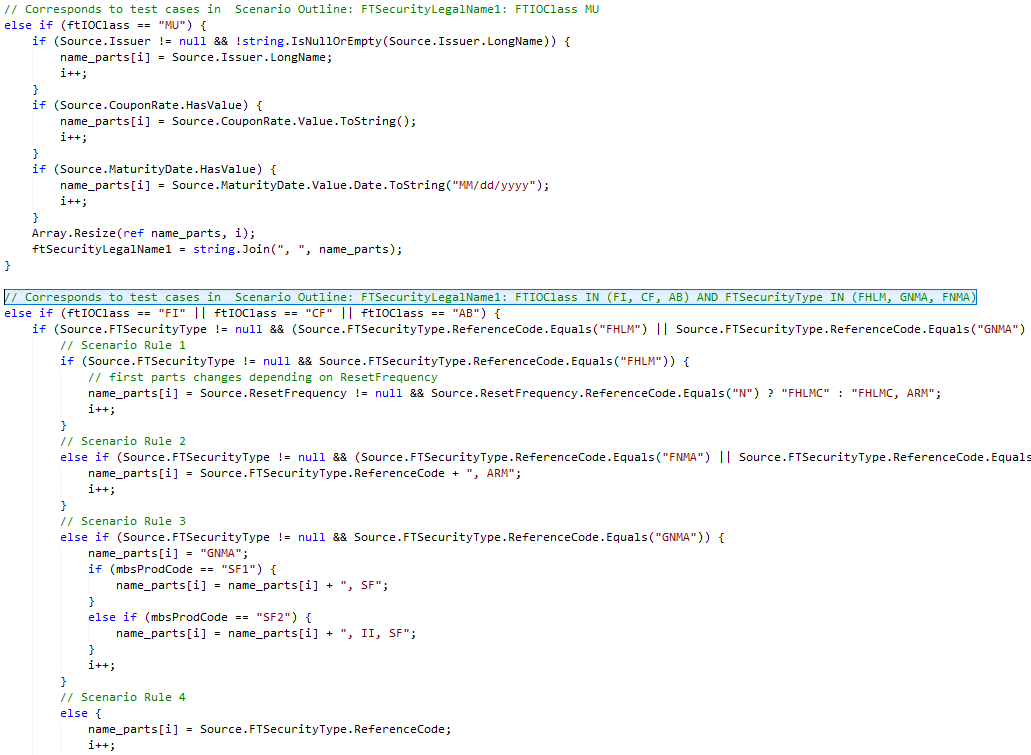 // Corresponds to test cases in  Scenario Outline: FTSecurityLegalName1: FTIOClass MU
else if (ftIOClass == "MU") {
if (Source.Issuer != null && !string.IsNullOrEmpty(Source.Issuer.LongName)) {
name_parts[i] = Source.Issuer.LongName;
i++;
}
if (Source.CouponRate.HasValue) {
name_parts[i] = Source.CouponRate.Value.ToString();
i++;
}
if (Source.MaturityDate.HasValue) {
name_parts[i] = Source.MaturityDate.Value.Date.ToString("MM/dd/yyyy");
i++;
}
Array.Resize(ref name_parts, i);
ftSecurityLegalName1 = string.Join(", ", name_parts);
}
// Corresponds to test cases in  Scenario Outline: FTSecurityLegalName1: FTIOClass IN (FI, CF, AB) AND FTSecurityType IN (FHLM, GNMA, FNMA)
else if (ftIOClass == "FI" || ftIOClass == "CF" || ftIOClass == "AB") {
if (Source.FTSecurityType != null && (Source.FTSecurityType.ReferenceCode.Equals("FHLM") || Source.FTSecurityType.ReferenceCode.Equals("GNMA")
// Scenario Rule 1
if (Source.FTSecurityType != null && Source.FTSecurityType.ReferenceCode.Equals("FHLM")) {
// first parts changes depending on ResetFrequency
name_parts[i] = Source.ResetFrequency != null && Source.ResetFrequency.ReferenceCode.Equals("N") ? "FHLMC" : "FHLMC, ARM";
i++;
}
// Scenario Rule 2
else if (Source.FTSecurityType != null && (Source.FTSecurityType.ReferenceCode.Equals("FNMA") || Source.FTSecurityType.ReferenceCode.Equals
name_parts[i] = Source.FTSecurityType.ReferenceCode + ", ARM";
i++;
}
// Scenario Rule 3
else if (Source.FTSecurityType != null && Source.FTSecurityType.ReferenceCode.Equals("GNMA")) {
name_parts[i] = "GNMA";
if (mbsProdCode == "SF1") {
name_parts[i] = name_parts[i] + ", SF";
}
else if (mbsProdCode == "SF2") {
name_parts[i] = name_parts[i] + ", II, SF";
}
i++;
}
// Scenario Rule 4
else {
name_parts[i] = Source.FTSecurityType.ReferenceCode;
i++;